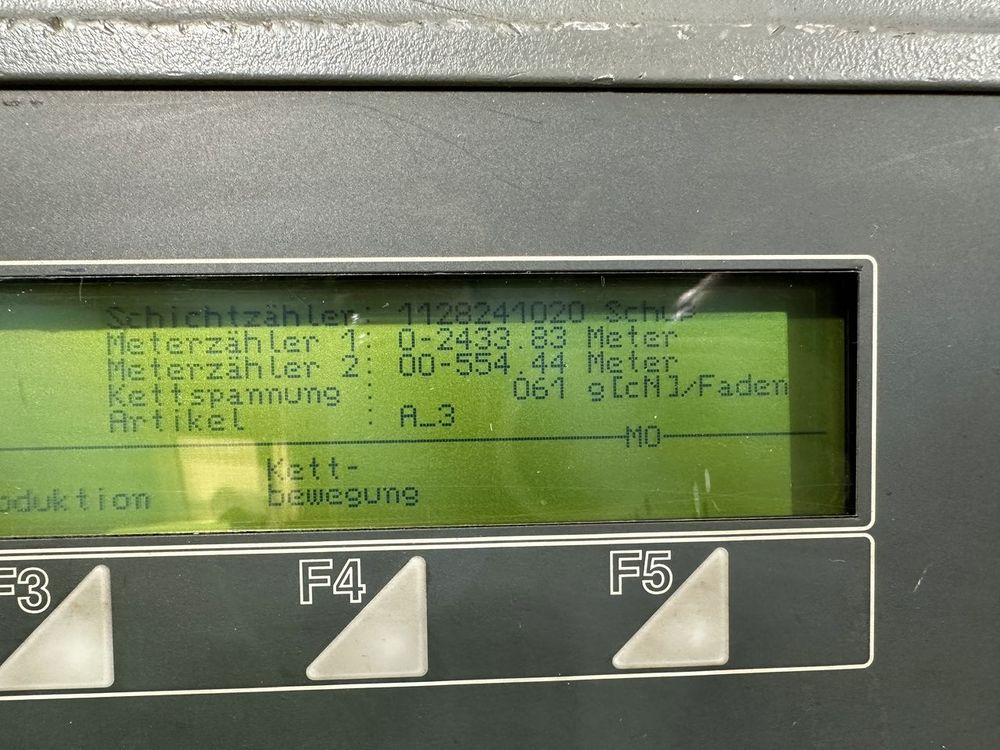 Schichtzähler: 1128241020 Schuß
Meterzähler 1: 0-2433.83 Meter
Meterzähler 2: 00-554.44 Meter
Kettspannung : 061 g[cN]/Faden
Artikel : A_3
MO
oduktion Kett-
bewegung
F3 F4 F5